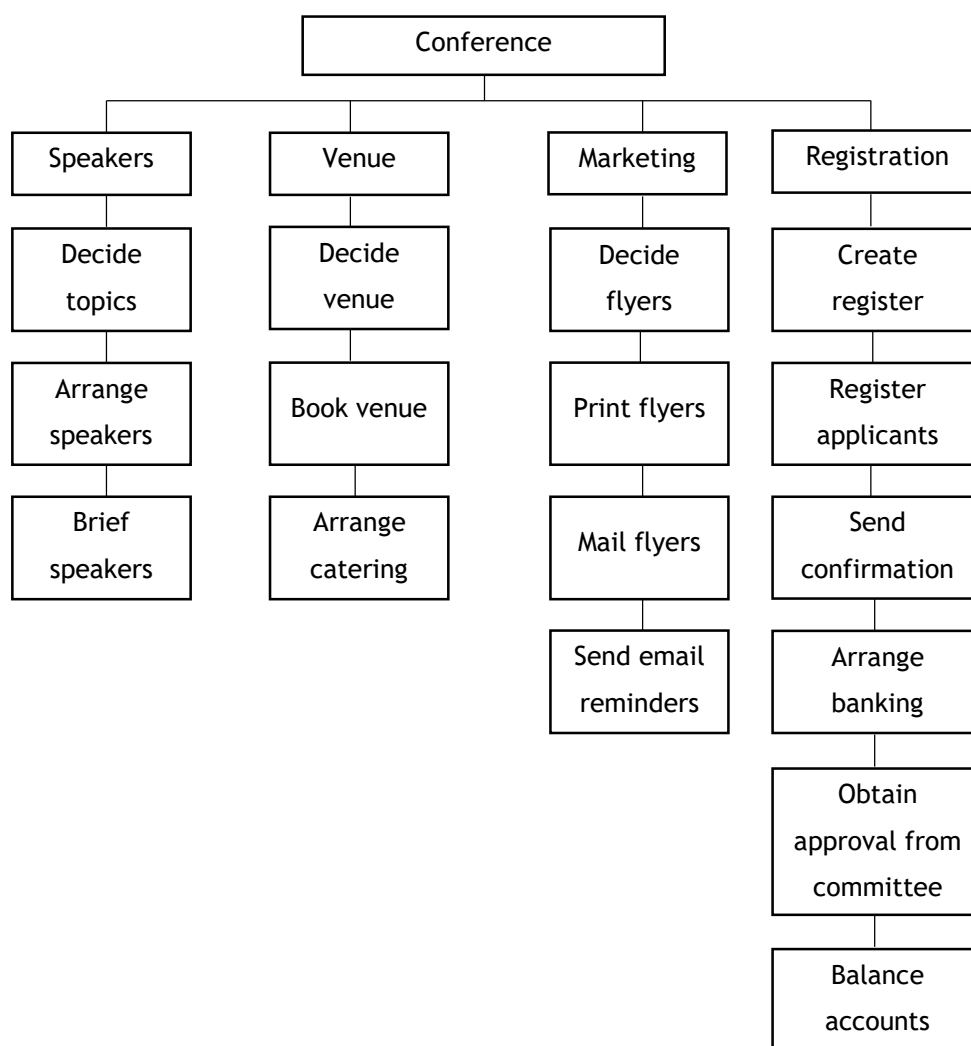 Conference
Speakers
Venue
Marketing
Registration
Decide
topics
Decide
venue
Decide
flyers
Create
register
Arrange
speakers
Book venue
Print flyers
Register
applicants
Brief
speakers
Arrange
catering
Mail flyers
Send
confirmation
Send email
reminders
Arrange
banking
Obtain
approval from
committee
Balance
accounts